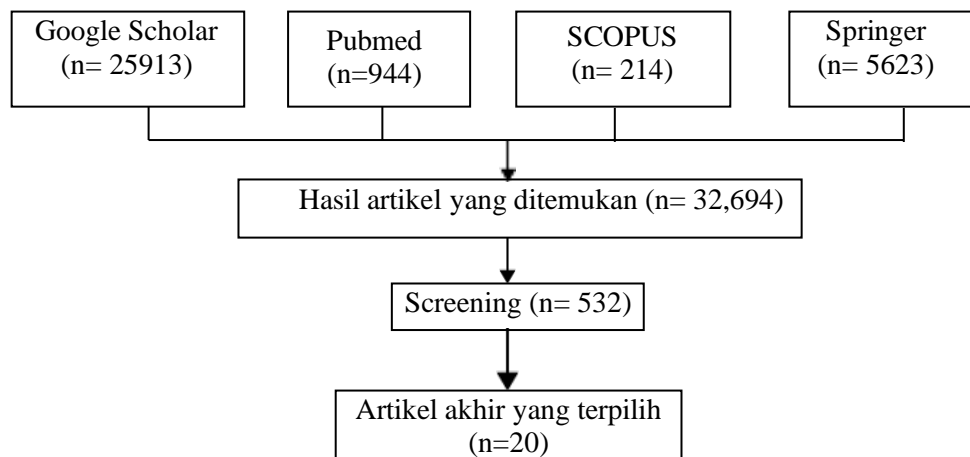 Google Scholar
(n= 25913)
Pubmed
(n=944)
SCOPUS
(n= 214)
Springer
(n= 5623)
Hasil artikel yang ditemukan (n= 32,694)
Screening (n= 532)
Artikel akhir yang terpilih
(n=20)